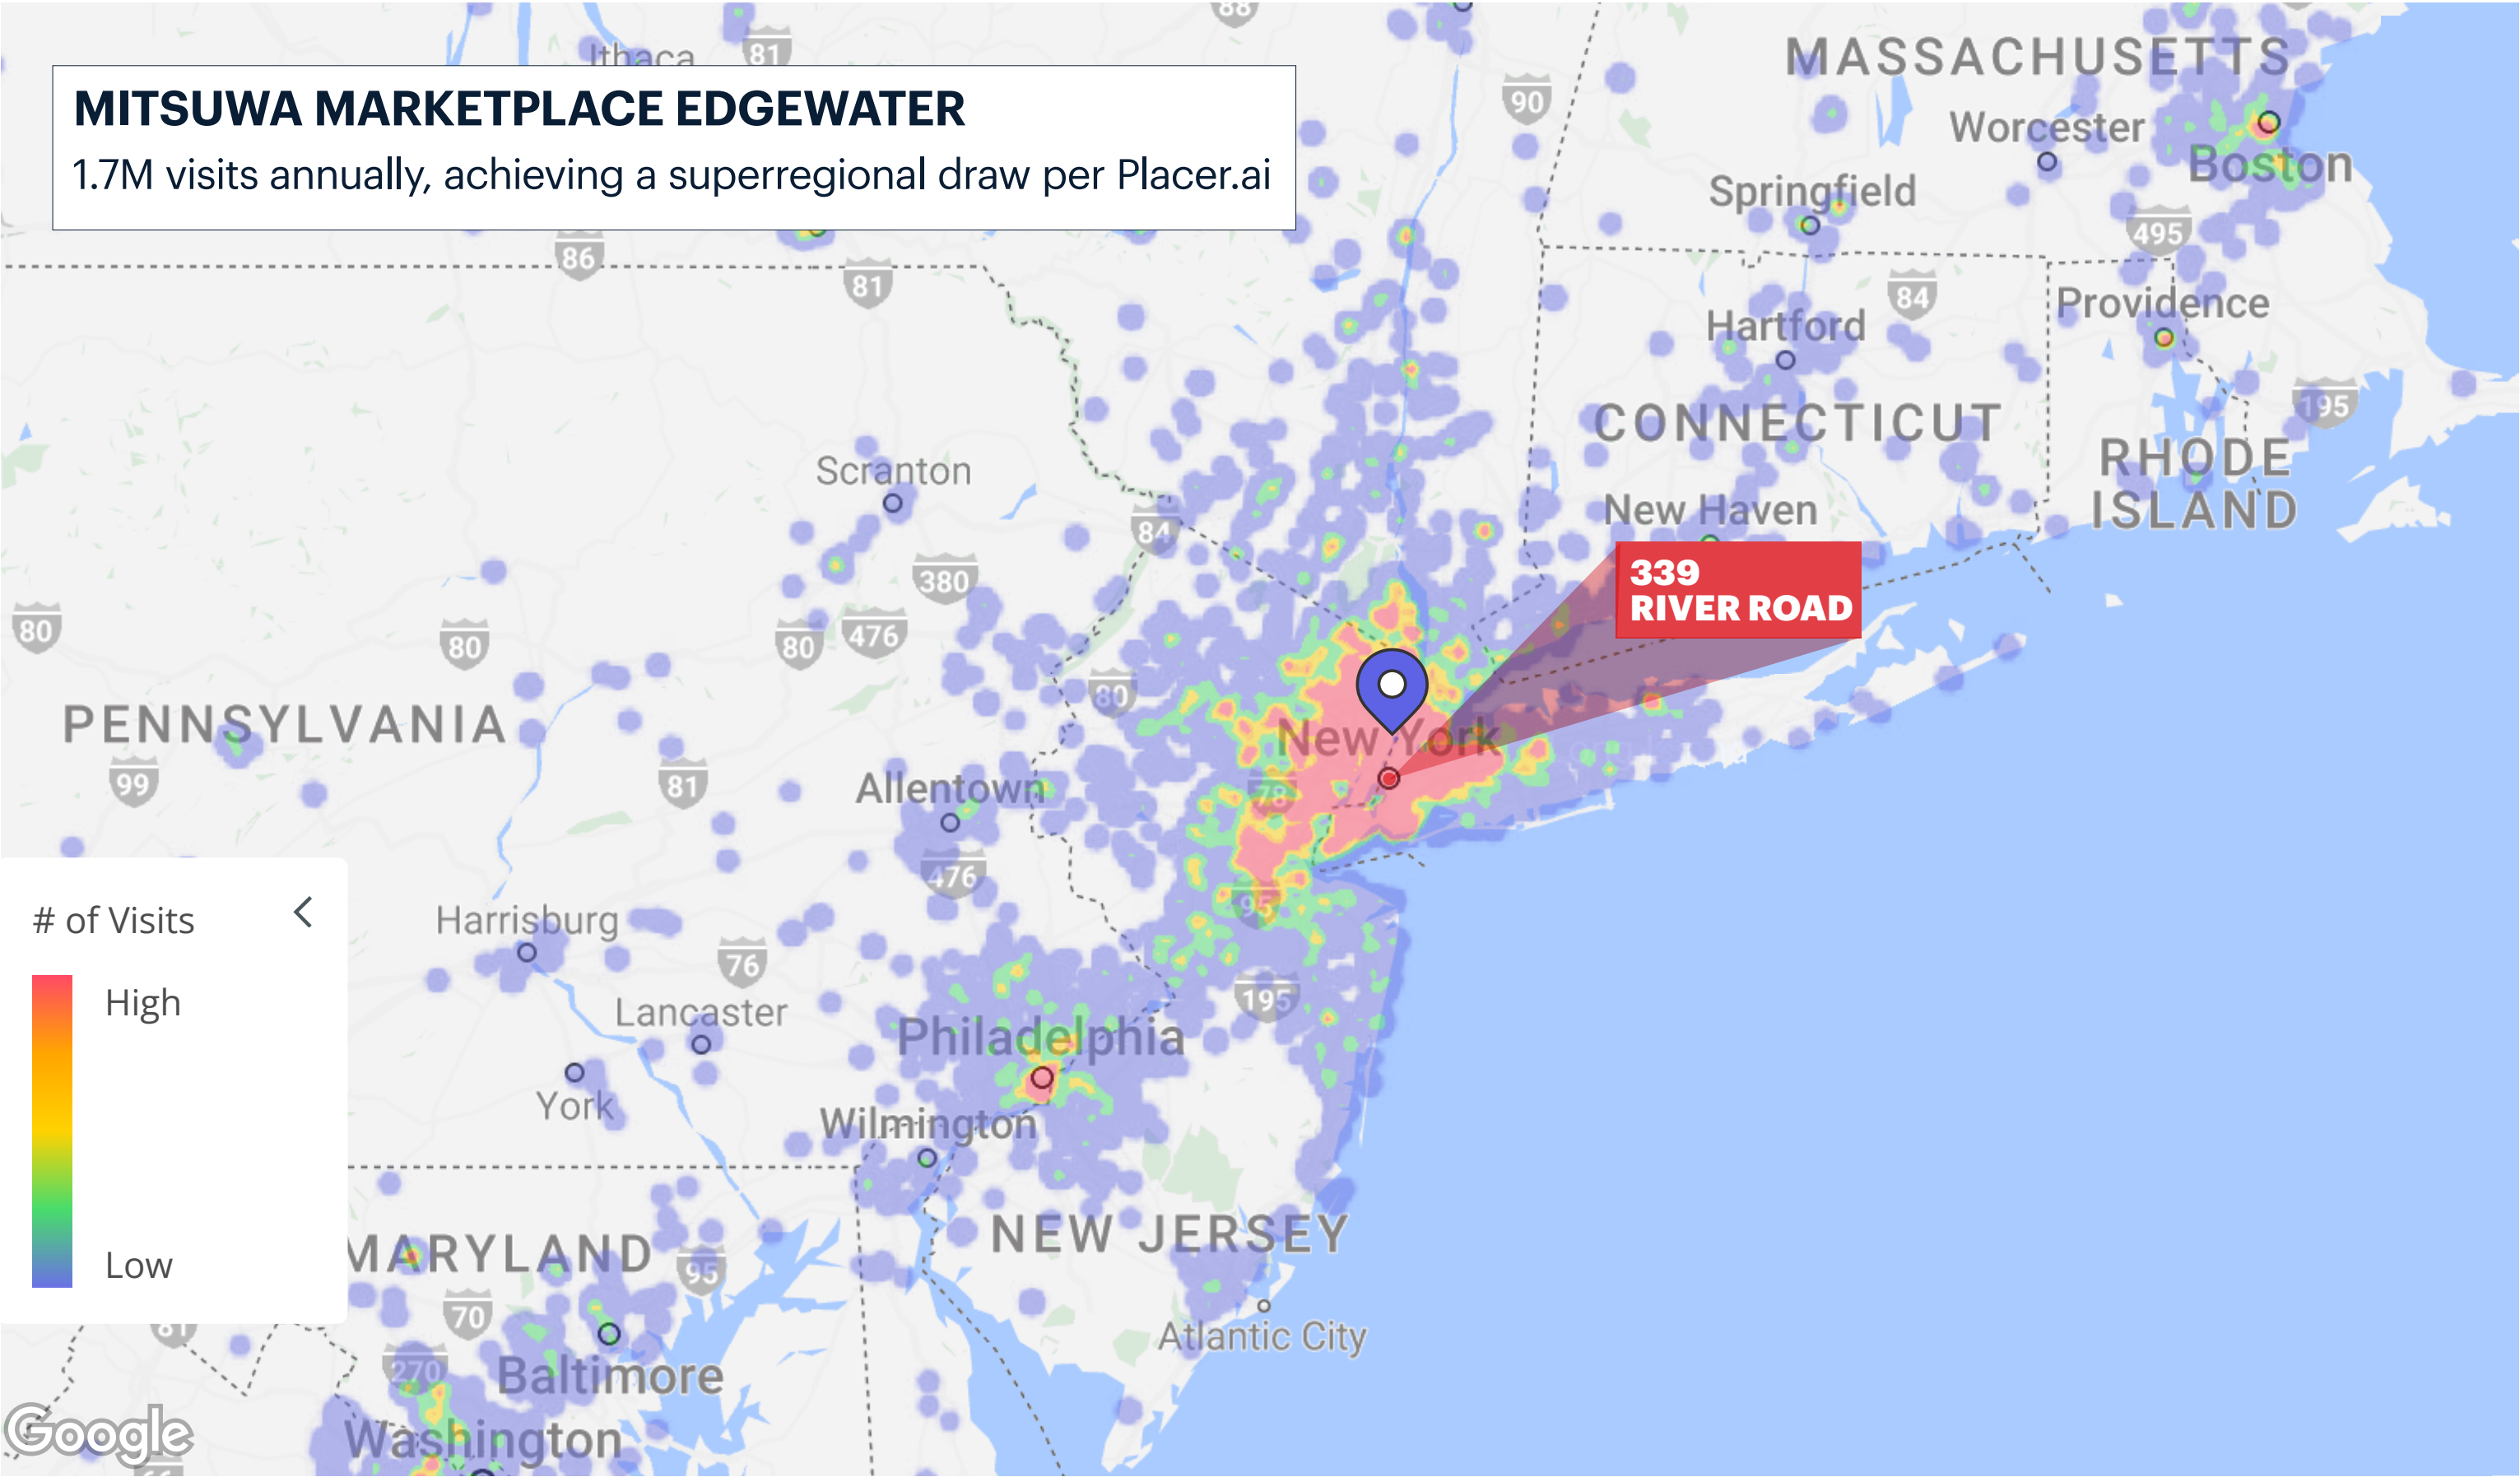 88
Ithaca
81
MASSACHUSETTS
MITSUWA MARKETPLACE EDGEWATER
1.7M visits annually, achieving a superregional draw per Placer.ai
90
Worcester
Boston
Springfield
495
86
81
84
Providence
Hartford
195
CONNECTICUT
RHODE
ISLAND
Scranton
New Haven
84
380
339
RIVER ROAD
80
80
80
476
80
PENNSYLVANIA
New York
99
81
Allentown
78
476
95
# of Visits
Harrisburg
76
High
195
Lancaster
Philadelphia
York
Wilmington
NEW JERSEY
MARYLAND
Low
95
70
81
Atlantic City
270
Baltimore
Google
Washington
66